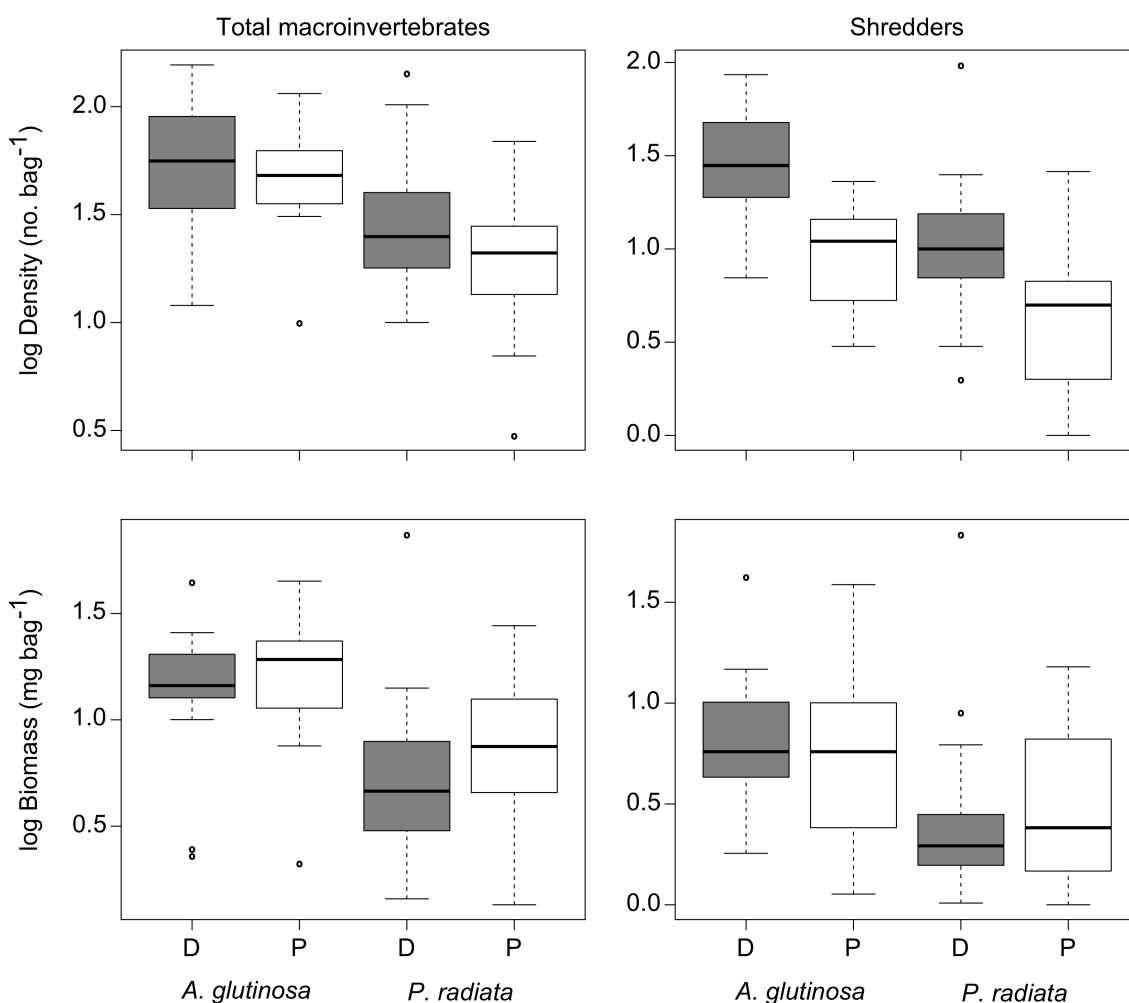 Total macroinvertebrates
Shredders
log Density (no. bag-1)
2.0
1.5
1.0
0.5
2.0
1.5
1.0
0.5
0.0
log Biomass (mg bag-1)
1.5
1.0
0.5
1.5
1.0
0.5
0.0
D P D P
D P D P
A. glutinosa P. radiata
A. glutinosa P. radiata